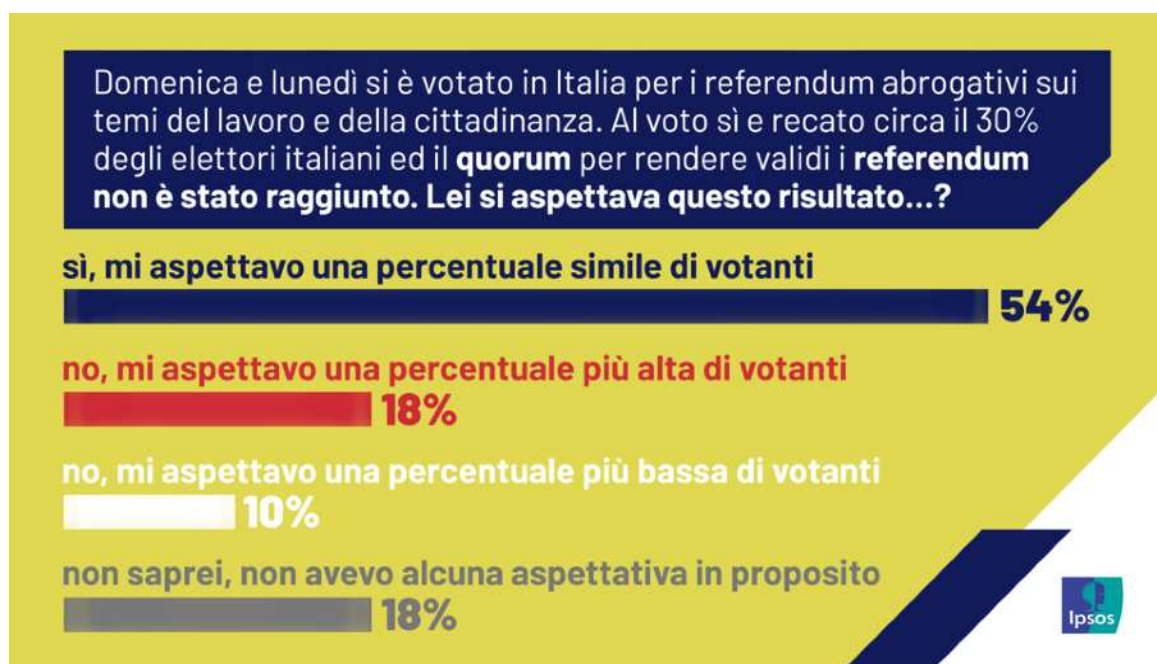 Domenica e lunedì si è votato in Italia per i referendum abrogativi sui
temi del lavoro e della cittadinanza. Al voto sì e recato circa il 30%
degli elettori italiani ed il quorum per rendere validi i referendum
non è stato raggiunto. Lei si aspettava questo risultato...?
sì, mi aspettavo una percentuale simile di votanti
54%
no, mi aspettavo una percentuale più alta di votanti
18%
no, mi aspettavo una percentuale più bassa di votanti
10%
non saprei, non avevo alcuna aspettativa in proposito
18%
Ipsos